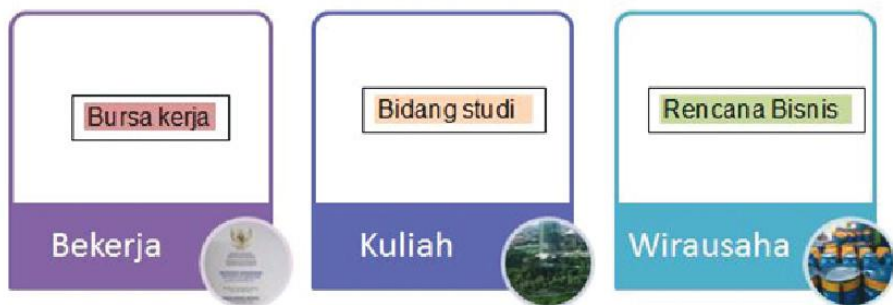 Bursa kerja
Bidang studi
Rencana Bisnis
Bekerja
Kuliah
Wirausaha